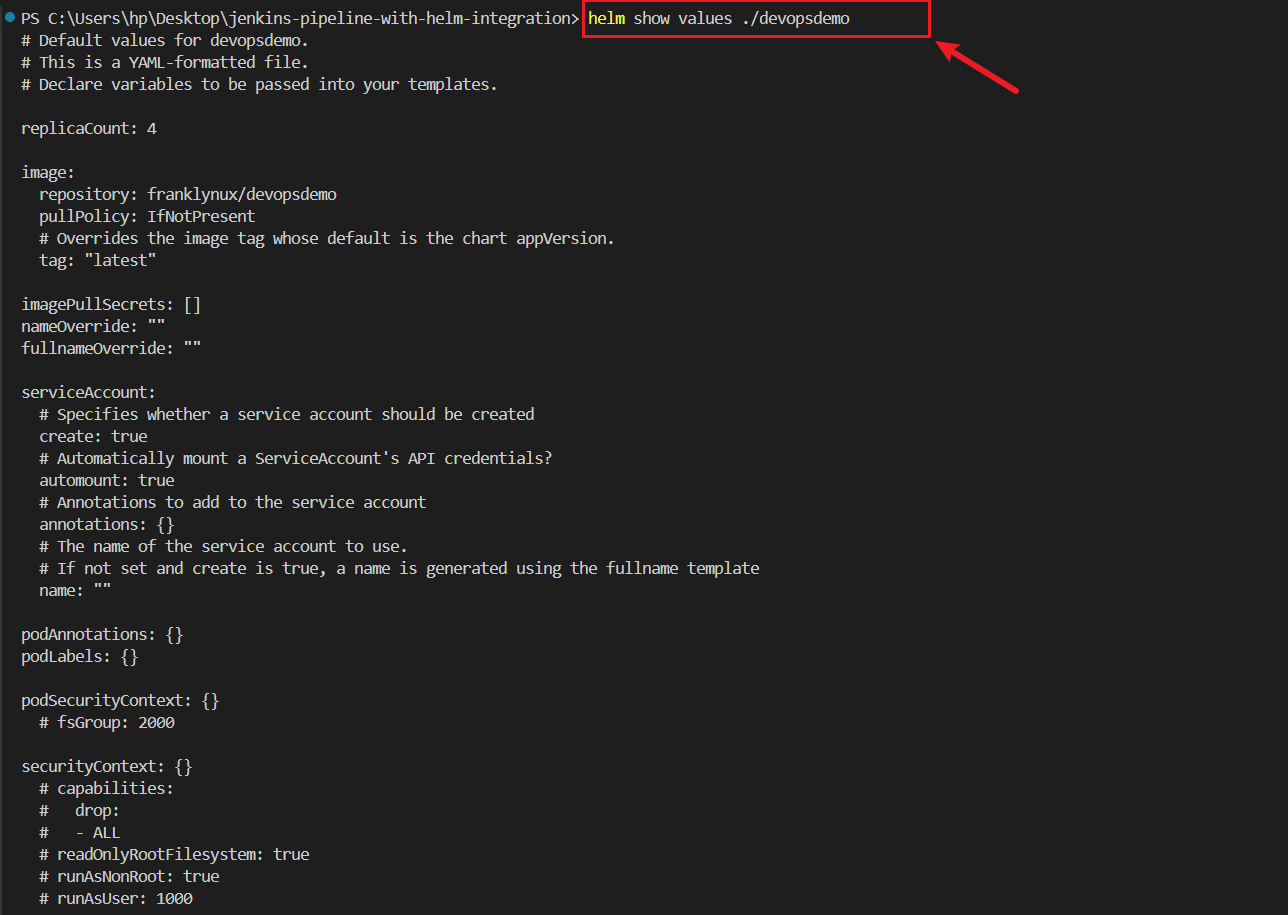 PS C:\Users\hp\Desktop\jenkins-pipeline-with-helm-integration> helm show values ./devopsdemo
# Default values for devopsdemo.
# This is a YAML-formatted file.
# Declare variables to be passed into your templates.

replicaCount: 4

image:
  repository: franklynux/devopsdemo
  pullPolicy: IfNotPresent
  # Overrides the image tag whose default is the chart appVersion.
  tag: "latest"

imagePullSecrets: []
nameOverride: ""
fullnameOverride: ""

serviceAccount:
  # Specifies whether a service account should be created
  create: true
  # Automatically mount a ServiceAccount's API credentials?
  automount: true
  # Annotations to add to the service account
  annotations: {}
  # The name of the service account to use.
  # If not set and create is true, a name is generated using the fullname template
  name: ""

podAnnotations: {}
podLabels: {}

podSecurityContext: {}
  # fsGroup: 2000

securityContext: {}
  # capabilities:
  #   drop:
  #   - ALL
  # readOnlyRootFilesystem: true
  # runAsNonRoot: true
  # runAsUser: 1000